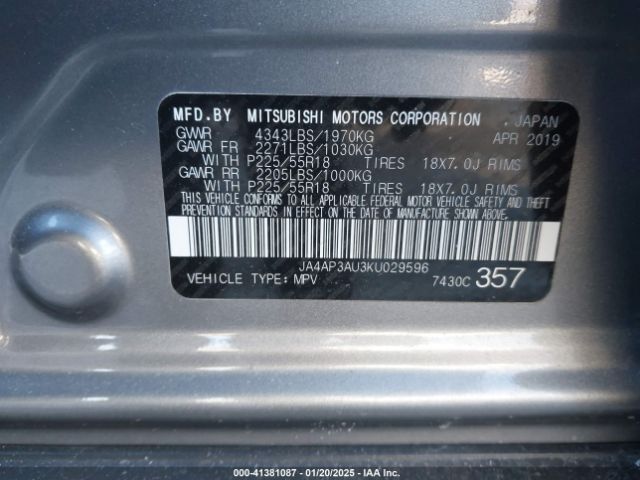 MFD.BY MITSUBISHI MOTORS CORPORATION JAPAN
GVWR 4343LBS/1970KG APR 2019
GAWR FR 2271LBS/1030KG
WITH P225/55R18 TIRES 18X7.0J RIMS
GAWR RR 2205LBS/1000KG
WITH P225/55R18 TIRES 18X7.0J RIMS
THIS VEHICLE CONFORMS TO ALL APPLICABLE FEDERAL MOTOR VEHICLE SAFETY AND THEFT
PREVENTION STANDARDS IN EFFECT ON THE DATE OF MANUFACTURE SHOWN ABOVE.
JA4AP3AU3KU029596
VEHICLE TYPE: MPV 7430C 357
000-41381087 - 01/20/2025 - IAA Inc.